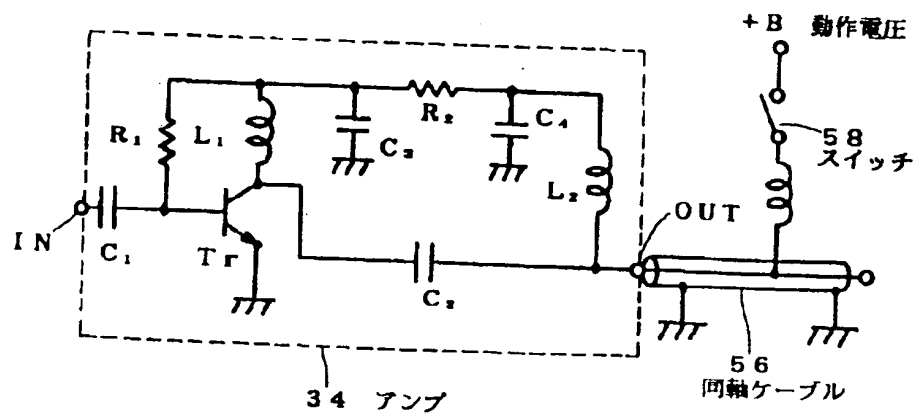 +B 動作電圧
R₁
L₁
C₃
R₂
C₄
58
スイッチ
L₂
OUT
IN
C₁
Tr
C₂
56
同軸ケーブル
34 アンプ